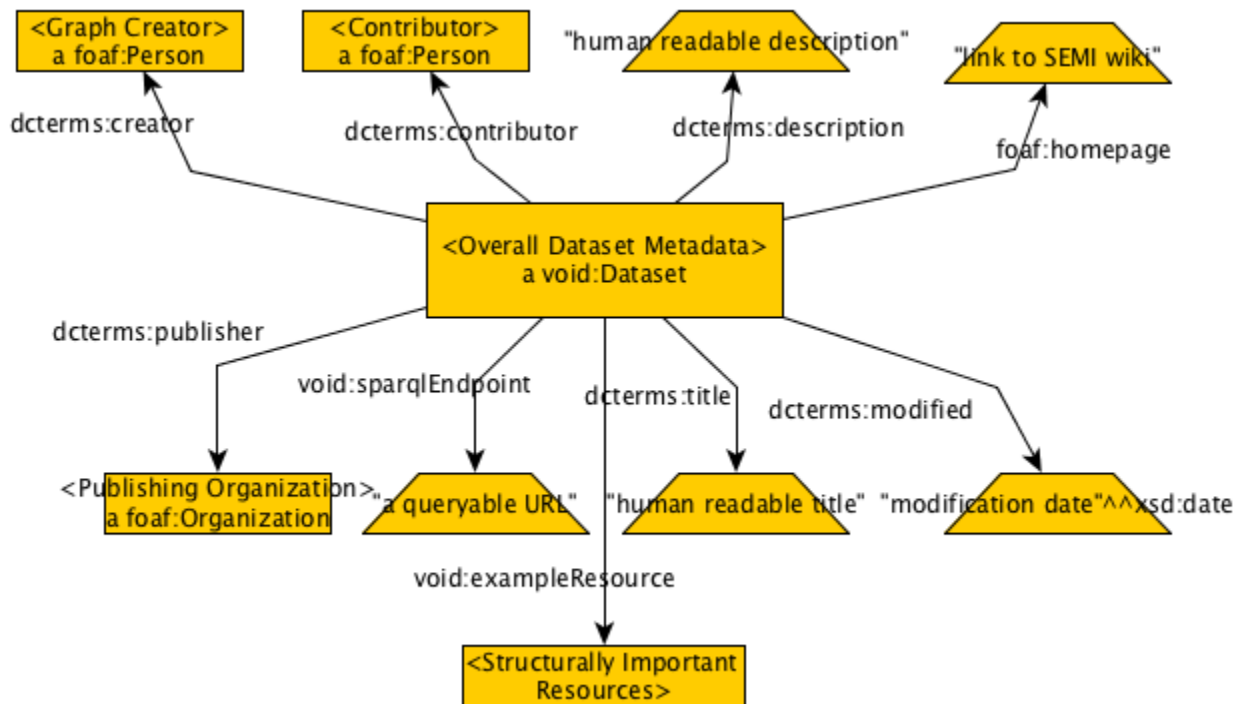 <Graph Creator>
a foaf:Person
<Contributor>
a foaf:Person
"human readable description"
"link to SEMI wiki"
dcterms:creator
dcterms:contributor
dcterms:description
foaf:homepage
<Overall Dataset Metadata>
a void:Dataset
dcterms:publisher
void:sparqlEndpoint
dcterms:title
dcterms:modified
<Publishing Organization>
a foaf:Organization
"a queryable URL"
"human readable title"
"modification date"^^xsd:date
void:exampleResource
<Structurally Important
Resources>